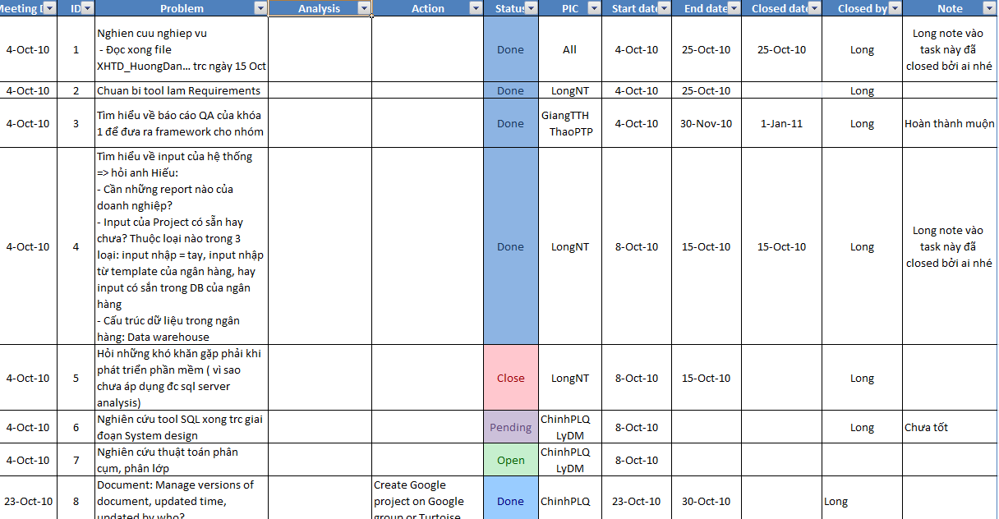 Meeting D ID Problem Analysis Action Status PIC Start date End date Closed date Closed by Note
4-Oct-10 1 Nghien cuu nghiep vu
- Đọc xong file
XHTD_HuongDan... trc ngày 15 Oct Done All 4-Oct-10 25-Oct-10 25-Oct-10 Long Long note vào
task này đã
closed bởi ai nhé
4-Oct-10 2 Chuan bi tool lam Requirements Done LongNT 4-Oct-10 25-Oct-10 Long
4-Oct-10 3 Tìm hiểu về báo cáo QA của khóa
1 để đưa ra framework cho nhóm Done GiangTTH
ThaoPTP 4-Oct-10 30-Nov-10 1-Jan-11 Long Hoàn thành muộn
4-Oct-10 4 Tìm hiểu về input của hệ thống
=> hỏi anh Hiếu:
- Cần những report nào của
doanh nghiệp?
- Input của Project có sẵn hay
chưa? Thuộc loại nào trong 3
loại: input nhập = tay, input nhập
từ template của ngân hàng, hay
input có sắn trong DB của ngân
hàng
- Cấu trúc dữ liệu trong ngân
hàng: Data warehouse Done LongNT 8-Oct-10 15-Oct-10 15-Oct-10 Long Long note vào
task này đã
closed bởi ai nhé
4-Oct-10 5 Hỏi những khó khăn gặp phải khi
phát triển phần mềm ( vì sao
chưa áp dụng đc sql server
analysis) Close LongNT 8-Oct-10 15-Oct-10 Long
4-Oct-10 6 Nghiên cứu tool SQL xong trc giai
đoạn System design Pending ChinhPLQ
LyDM 8-Oct-10 Long Chưa tốt
4-Oct-10 7 Nghiên cứu thuật toán phân
cụm, phân lớp Open ChinhPLQ
LyDM 8-Oct-10
23-Oct-10 8 Document: Manage versions of
document, updated time,
updated by who? Create Google
project on Google
group or Turtoise Done ChinhPLQ 23-Oct-10 30-Oct-10 Long